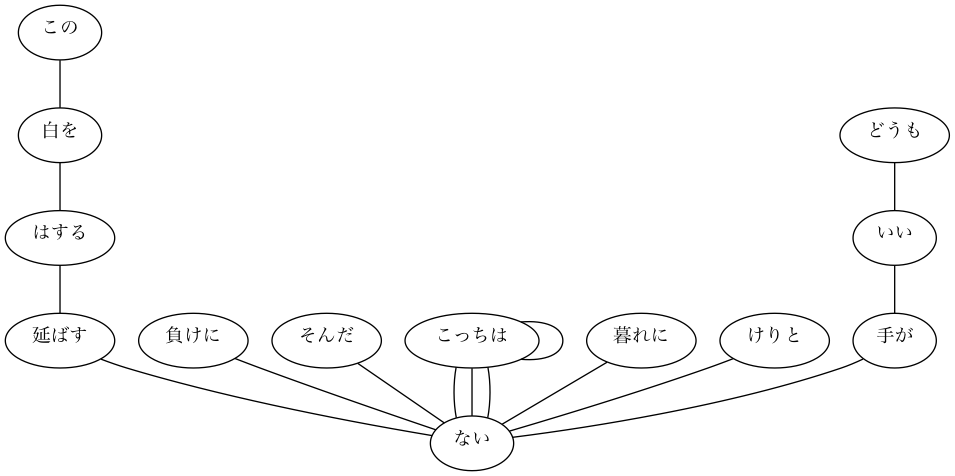 この
白を
どうも
はする
いい
延ばす
負けに
そんだ
こっちは
暮れに
けりと
手が
ない